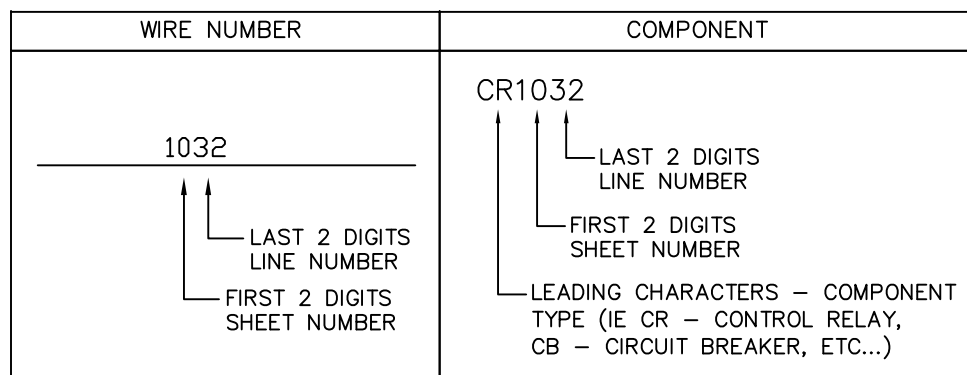 WIRE NUMBER
1032
LAST 2 DIGITS
LINE NUMBER
FIRST 2 DIGITS
SHEET NUMBER
COMPONENT
CR1032
LAST 2 DIGITS
LINE NUMBER
FIRST 2 DIGITS
SHEET NUMBER
LEADING CHARACTERS – COMPONENT
TYPE (IE CR – CONTROL RELAY,
CB – CIRCUIT BREAKER, ETC...)